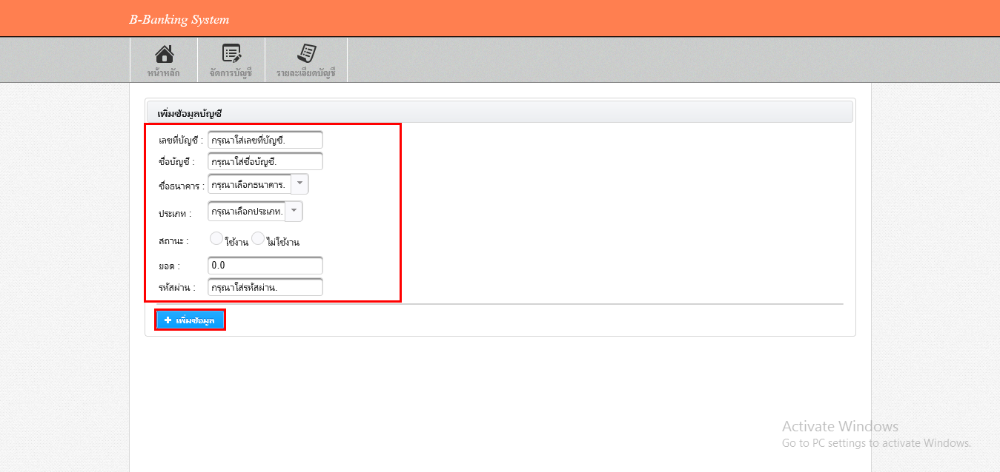 B-Banking System
หน้าหลัก จัดการบัญชี รายละเอียดบัญชี
เพิ่มข้อมูลบัญชี
เลขที่บัญชี : กรุณาใส่เลขที่บัญชี.
ชื่อบัญชี : กรุณาใส่ชื่อบัญชี.
ชื่อธนาคาร : กรุณาเลือกธนาคาร.
ประเภท : กรุณาเลือกประเภท.
สถานะ : ใช้งาน ไม่ใช้งาน
ยอด : 0.0
รหัสผ่าน : กรุณาใส่รหัสผ่าน.
เพิ่มข้อมูล
Activate Windows
Go to PC settings to activate Windows.